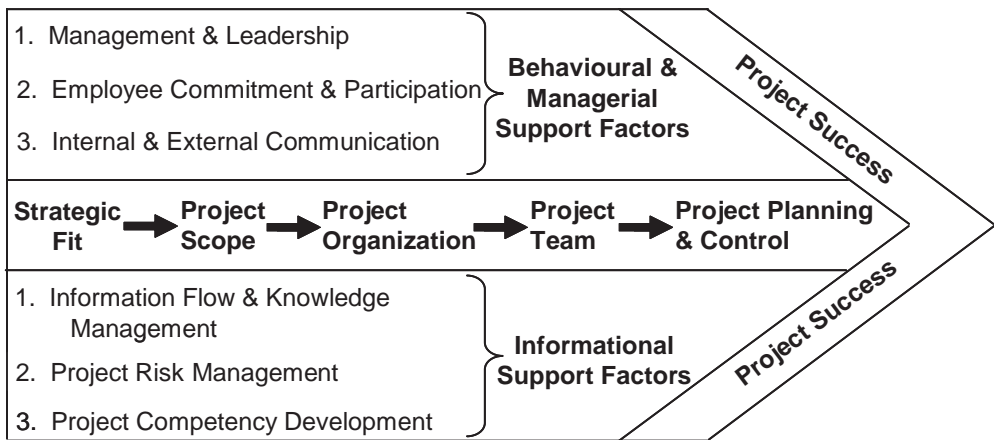 1. Management & Leadership
2. Employee Commitment & Participation
3. Internal & External Communication
Behavioural &
Managerial
Support Factors
Project Success
Strategic
Fit
Project
Scope
Project
Organization
Project
Team
Project Planning
& Control
1. Information Flow & Knowledge
Management
2. Project Risk Management
3. Project Competency Development
Informational
Support Factors
Project Success